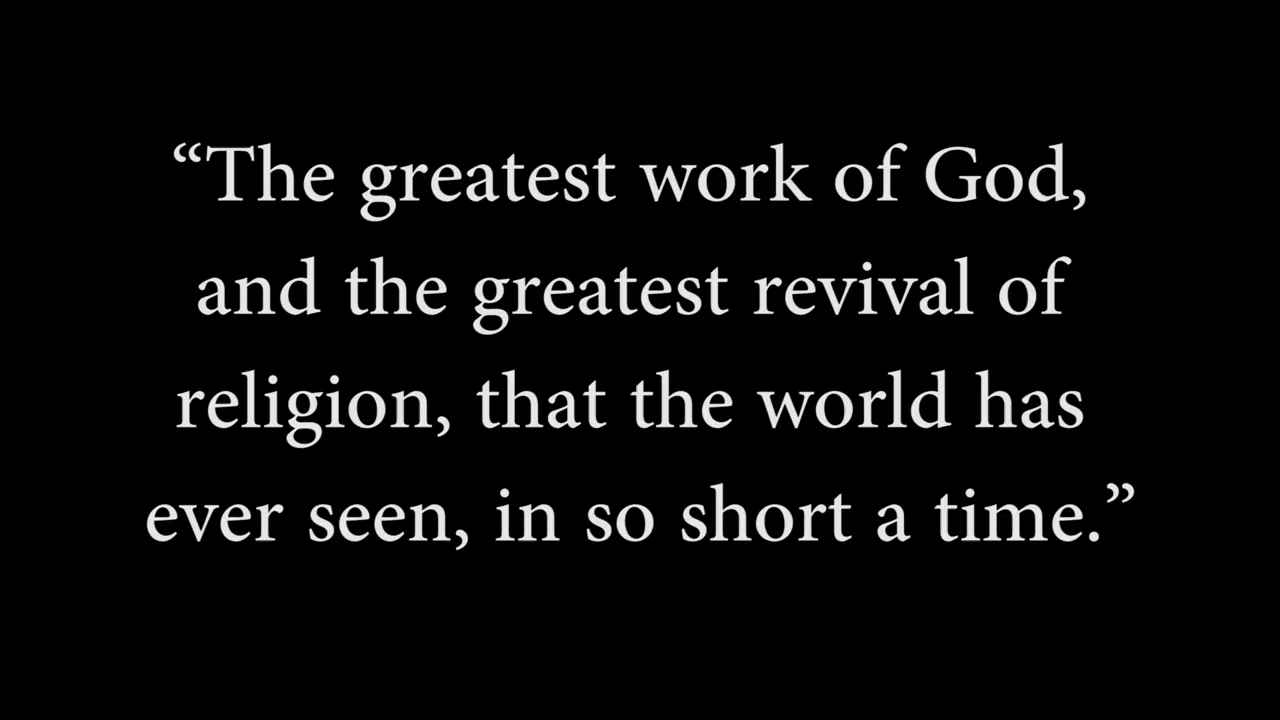 “The greatest work of God,
and the greatest revival of
religion, that the world has
ever seen, in so short a time.”